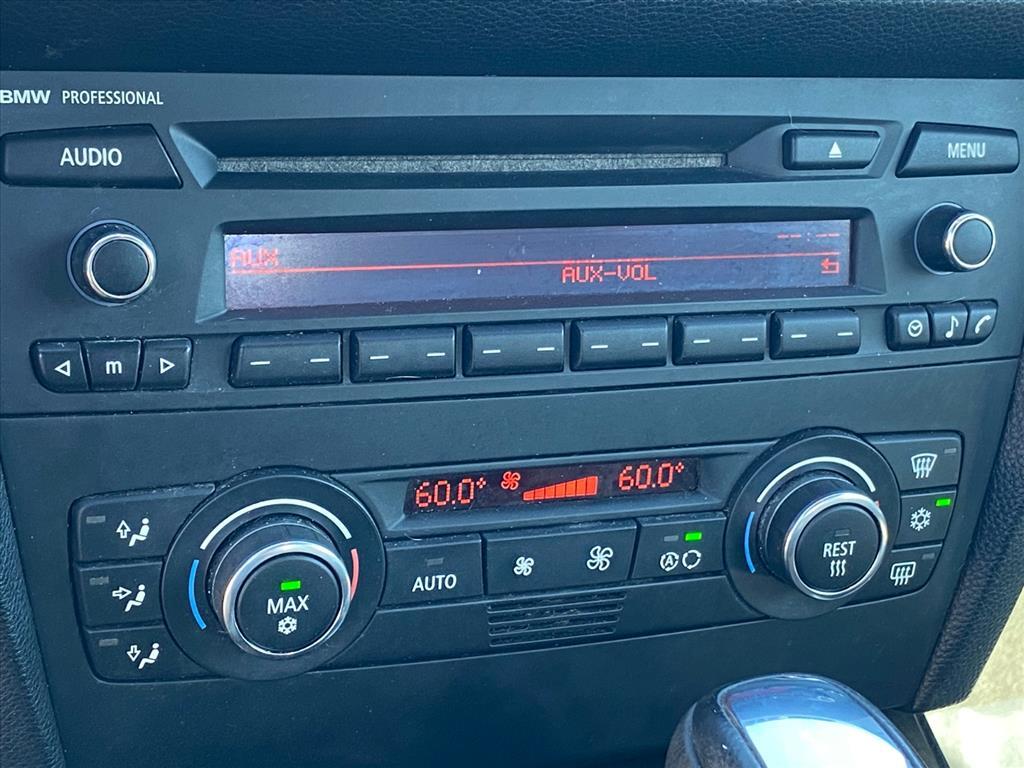 BMW PROFESSIONAL
AUDIO
MENU
AUX
-- --
AUX-VOL
m
60.0°
60.0°
MAX
AUTO
A
REST